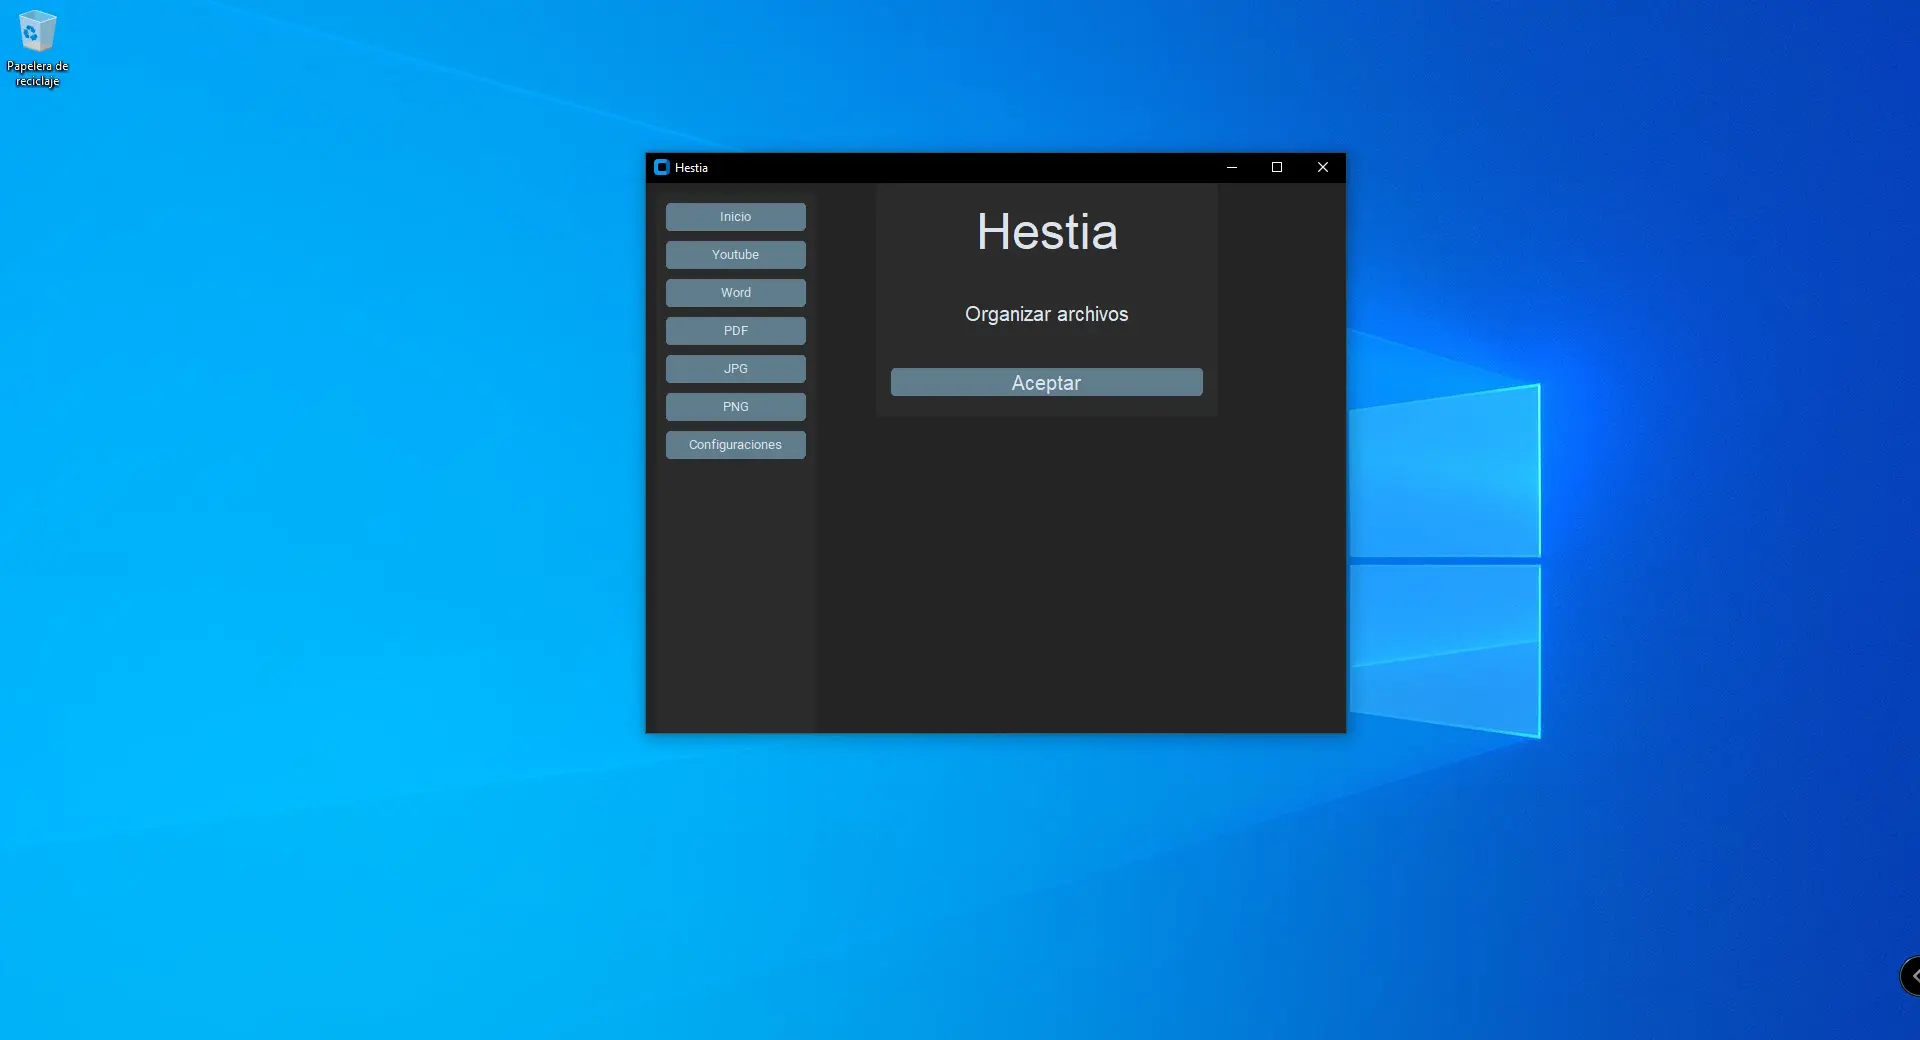 Papelera de
reciclaje
Hestia
Inicio
Youtube
Word
PDF
JPG
PNG
Configuraciones
Hestia
Organizar archivos
Aceptar